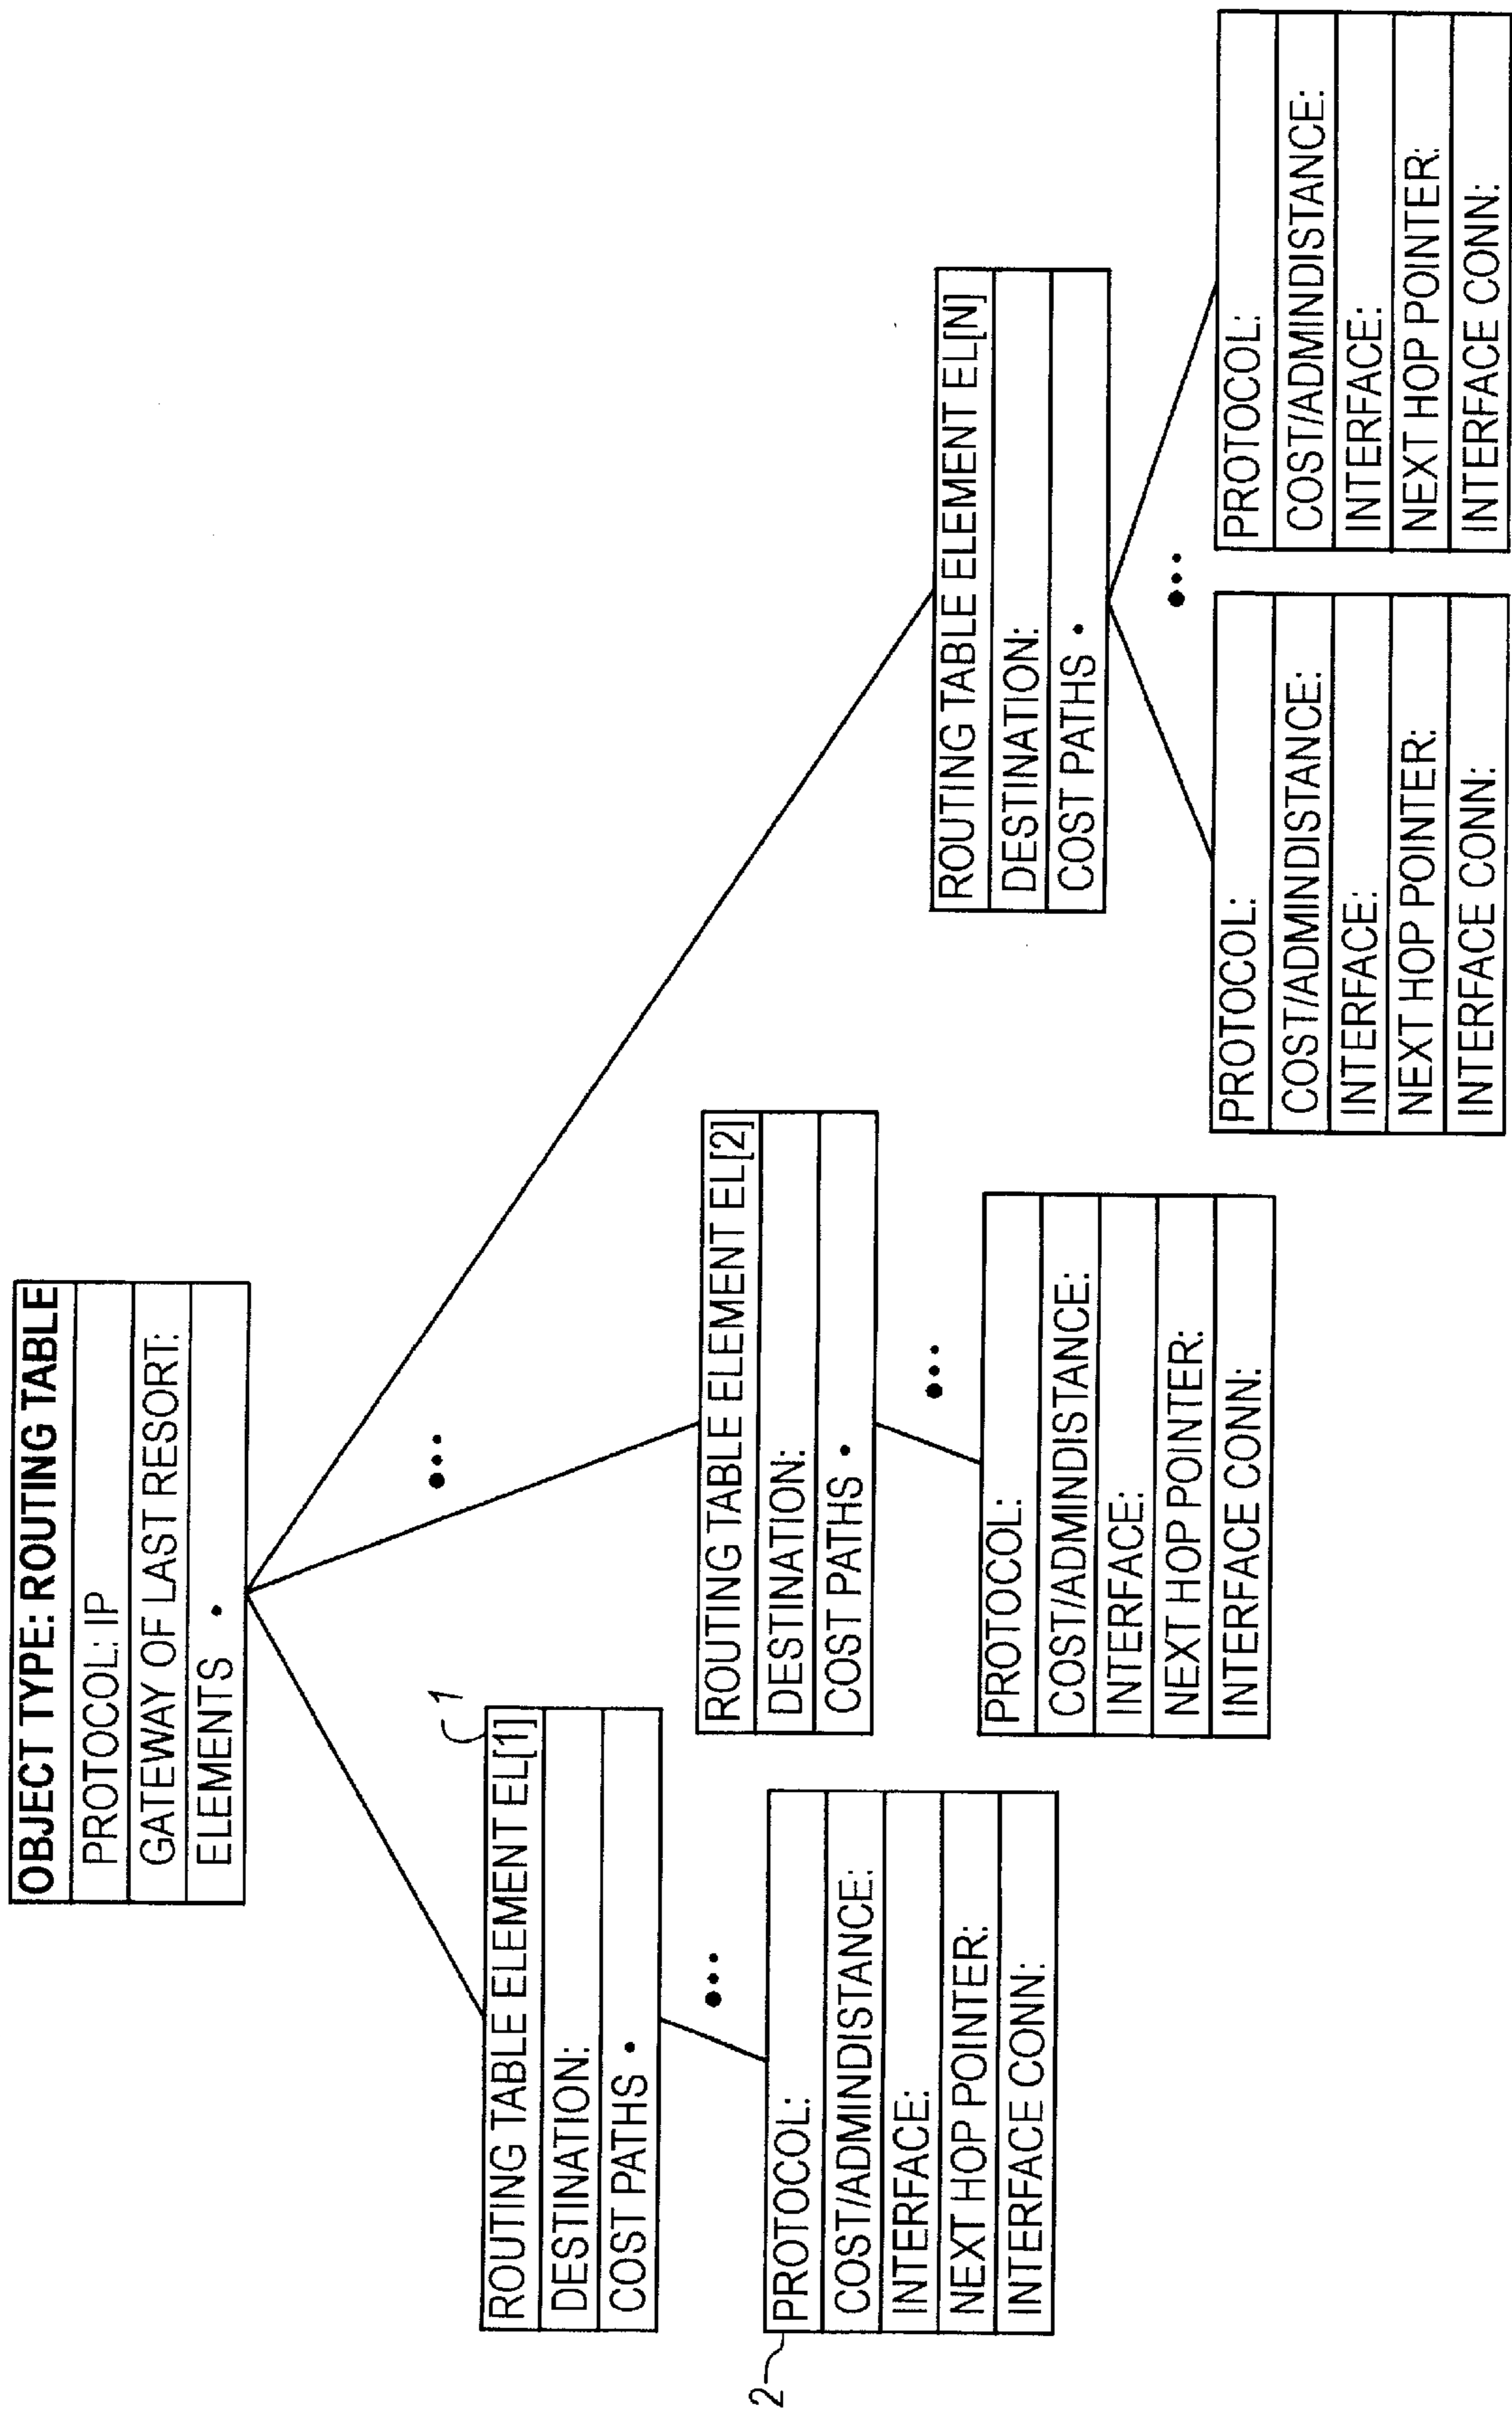 OBJECT TYPE: ROUTING TABLE
PROTOCOL: IP
GATEWAY OF LAST RESORT:
ELEMENTS •
•••
1
ROUTING TABLE ELEMENT EL[1]
DESTINATION:
COST PATHS •
•••
2
PROTOCOL:
COST/ADMINDISTANCE:
INTERFACE:
NEXT HOP POINTER:
INTERFACE CONN:
ROUTING TABLE ELEMENT EL[2]
DESTINATION:
COST PATHS •
•••
PROTOCOL:
COST/ADMINDISTANCE:
INTERFACE:
NEXT HOP POINTER:
INTERFACE CONN:
ROUTING TABLE ELEMENT EL[N]
DESTINATION:
COST PATHS •
•••
PROTOCOL:
COST/ADMINDISTANCE:
INTERFACE:
NEXT HOP POINTER:
INTERFACE CONN:
PROTOCOL:
COST/ADMINDISTANCE:
INTERFACE:
NEXT HOP POINTER:
INTERFACE CONN: